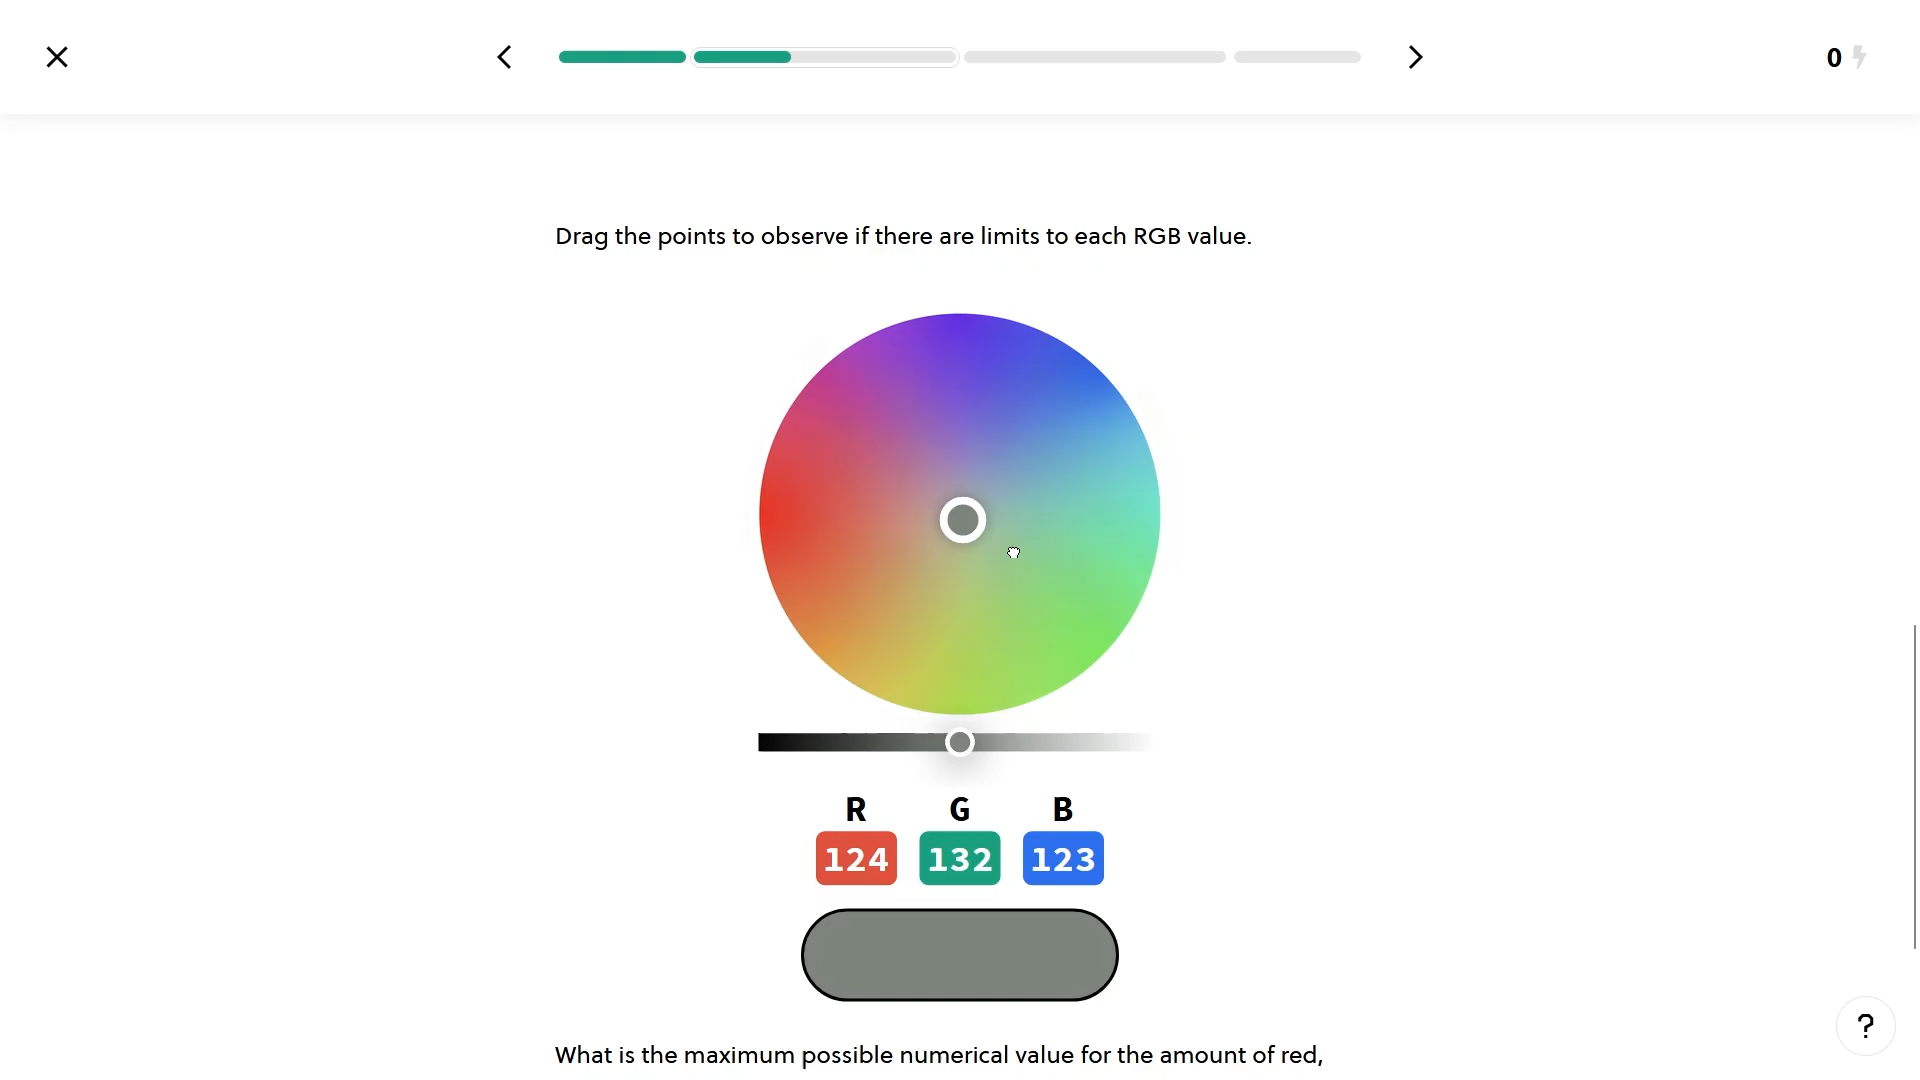 0
Drag the points to observe if there are limits to each RGB value.
R G B
124 132 123
What is the maximum possible numerical value for the amount of red,
?